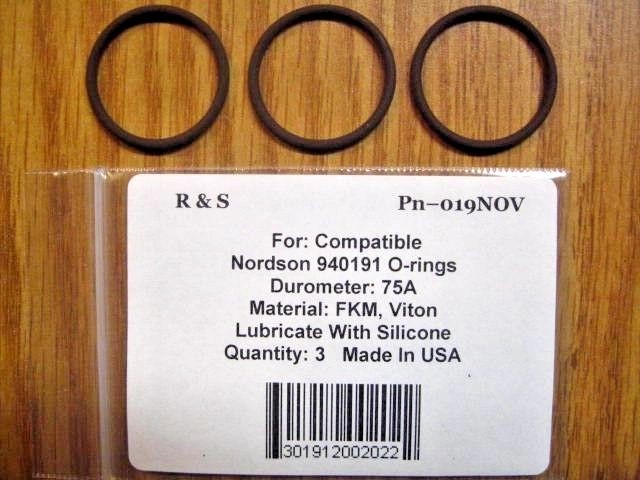 R & S Pn-019NOV
For: Compatible
Nordson 940191 O-rings
Durometer: 75A
Material: FKM, Viton
Lubricate With Silicone
Quantity: 3 Made In USA
301912002022